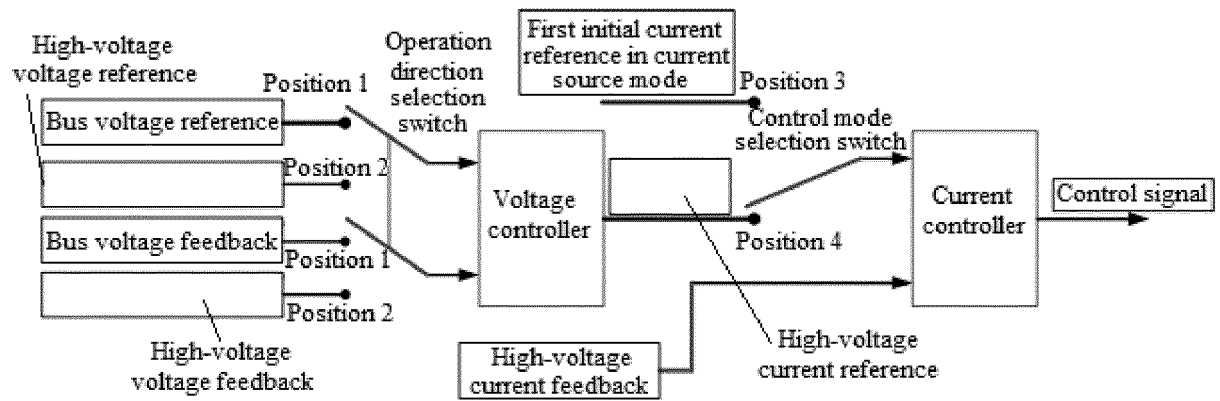 High-voltage
voltage reference
Position 1
Bus voltage reference
Position 2
Bus voltage feedback
Position 1
Position 2
High-voltage
voltage feedback
Operation
direction
selection
switch
Voltage
controller
First initial current
reference in current
source mode
Position 3
Control mode
selection switch
Position 4
High-voltage
current feedback
High-voltage
current reference
Current
controller
Control signal